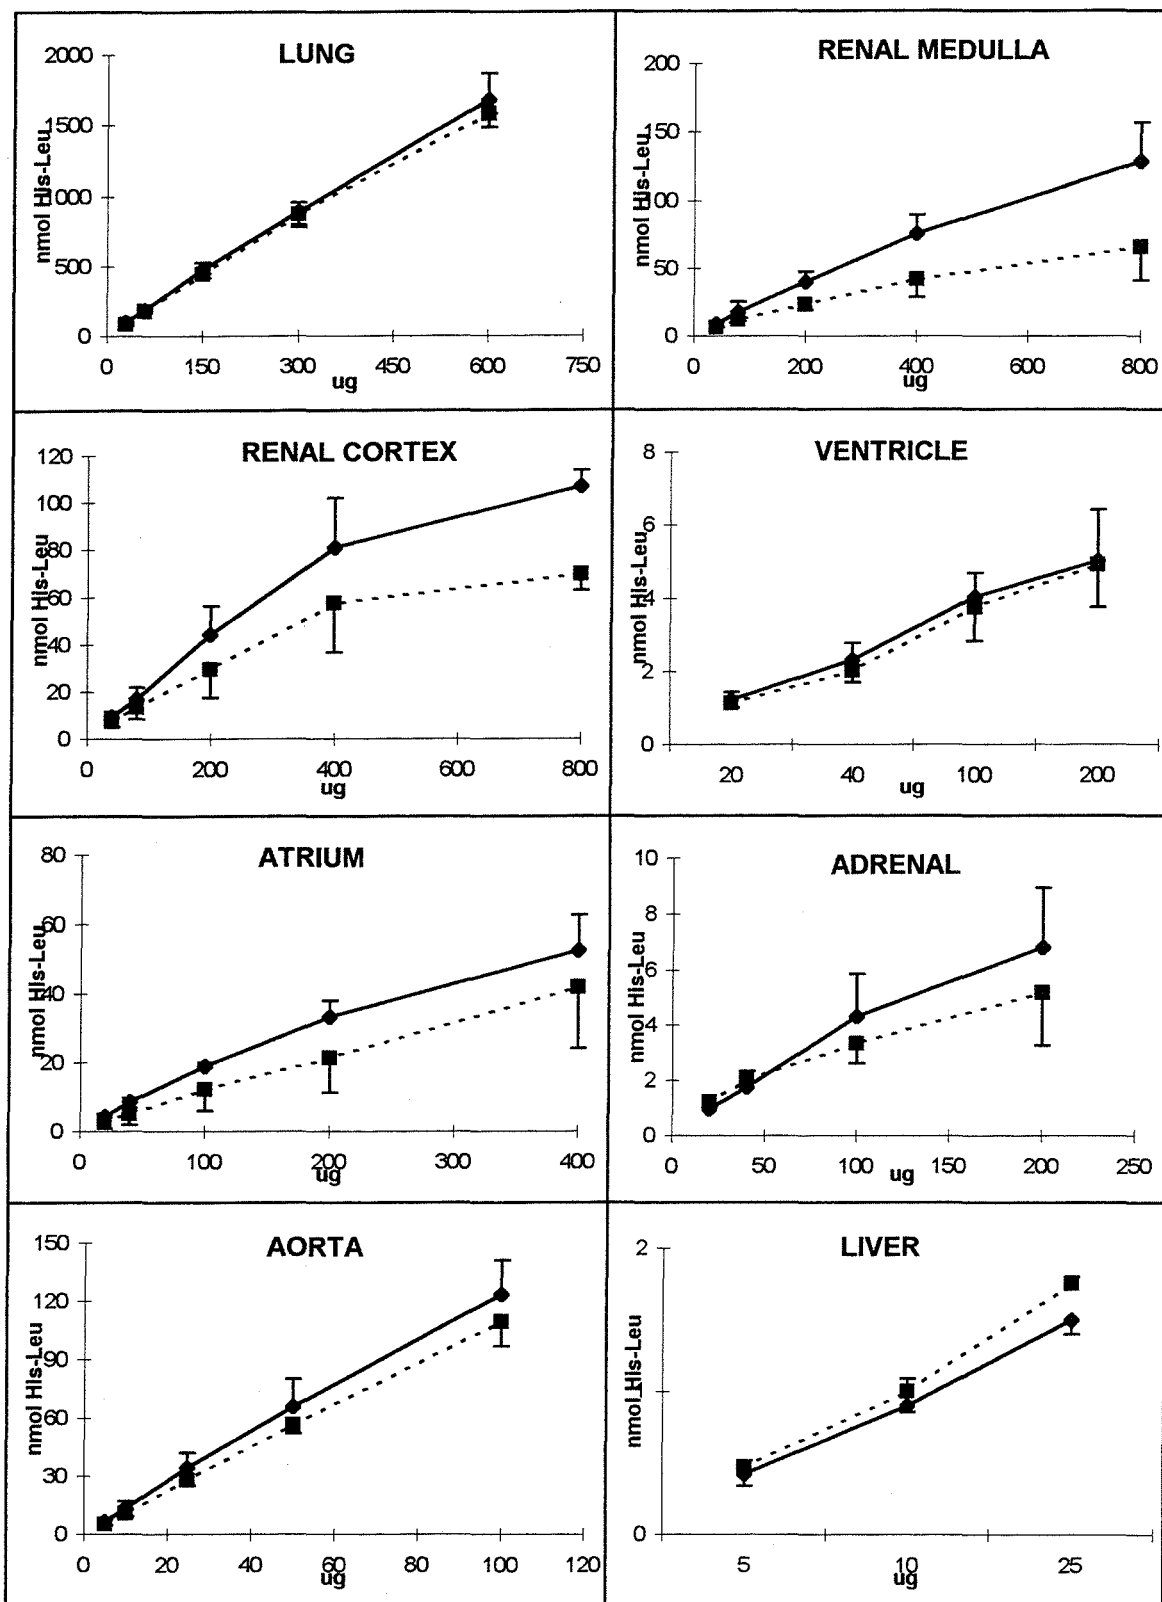 LUNG
2000
1500
1000
500
0
nmol His-Leu
0 150 300 450 600 750
ug
RENAL MEDULLA
200
150
100
50
0
nmol His-Leu
0 200 400 600 800
ug
RENAL CORTEX
120
100
80
60
40
20
0
nmol His-Leu
0 200 400 600 800
ug
VENTRICLE
8
6
4
2
0
nmol His-Leu
20 40 100 200
ug
ATRIUM
80
60
40
20
0
nmol His-Leu
0 100 200 300 400
ug
ADRENAL
10
8
6
4
2
0
nmol His-Leu
0 50 100 150 200 250
ug
AORTA
150
120
90
60
30
0
nmol His-Leu
0 20 40 60 80 100 120
ug
LIVER
2
1
0
nmol His-Leu
5 10 25
ug